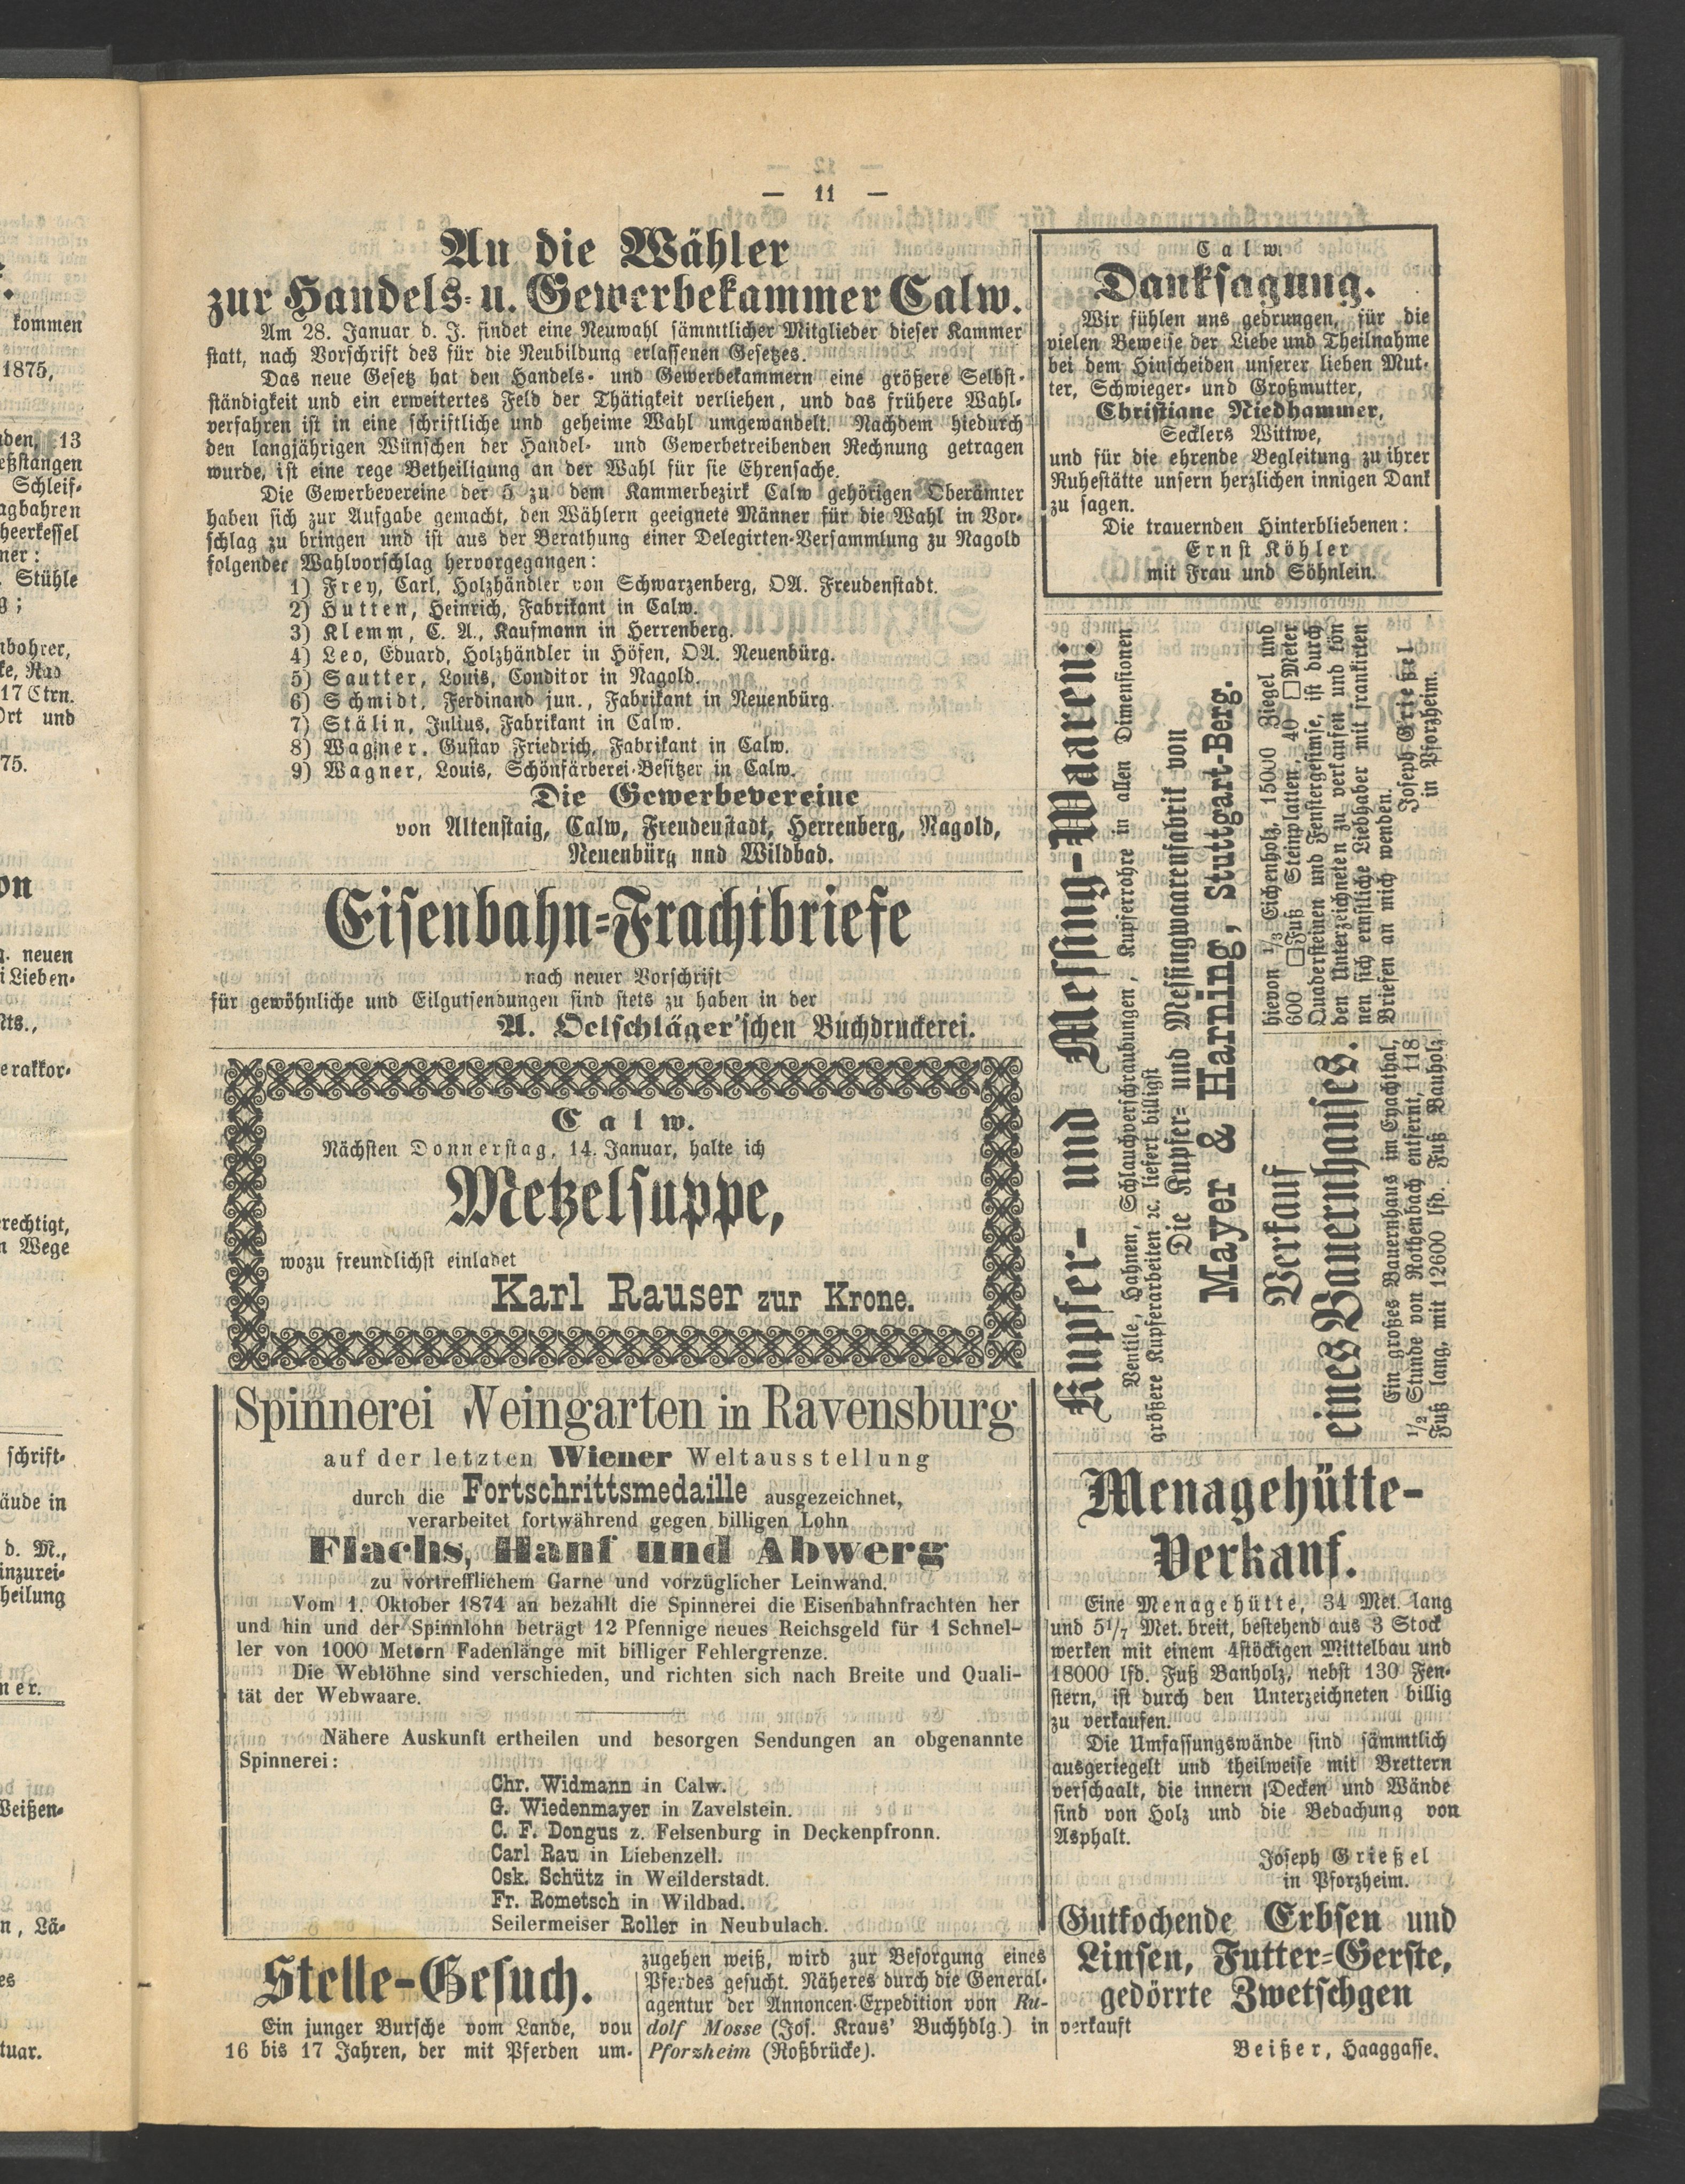 — 11 —
An die Wähler
zur Handels- u. Gewerbekammer Calw.
Am 28. Januar d. J. findet eine Neuwahl sämmtlicher Mitglieder dieser Kammer
statt, nach Vorschrift des für die Neubildung erlassenen Gesetzes.
Das neue Gesetz hat den Handels- und Gewerbekammern eine größere Selbst-
ständigkeit und ein erweitertes Feld der Thätigkeit verliehen, und das frühere Wahl-
verfahren ist in eine schriftliche und geheime Wahl umgewandelt. Nachdem hiedurch
den langjährigen Wünschen der Handel- und Gewerbetreibenden Rechnung getragen
wurde, ist eine rege Betheiligung an der Wahl für sie Ehrensache.
Die Gewerbevereine der 5 zu dem Kammerbezirk Calw gehörigen Oberämter
haben sich zur Aufgabe gemacht, den Wählern geeignete Männer für die Wahl in Vor-
schlag zu bringen und ist aus der Berathung einer Delegirten-Versammlung zu Nagold
folgender Wahlvorschlag hervorgegangen:
1) Frey, Carl, Holzhändler von Schwarzenberg, OA. Freudenstadt.
2) Hutten, Heinrich, Fabrikant in Calw.
3) Klemm, C. A., Kaufmann in Herrenberg.
4) Leo, Eduard, Holzhändler in Höfen, OA. Neuenbürg.
5) Sautter, Louis, Conditor in Nagold.
6) Schmidt, Ferdinand jun., Fabrikant in Neuenbürg.
7) Stälin, Julius, Fabrikant in Calw.
8) Wagner, Gustav Friedrich, Fabrikant in Calw.
9) Wagner, Louis, Schönfärberei-Besitzer in Calw.
Die Gewerbevereine
von Altenstaig, Calw, Freudenstadt, Herrenberg, Nagold,
Neuenbürg und Wildbad.
Eisenbahn-Frachtbriefe
nach neuer Vorschrift
für gewöhnliche und Eilgutsendungen sind stets zu haben in der
A. Oelschläger'schen Buchdruckerei.
Calw.
Nächsten Donnerstag, 14. Januar, halte ich
Metzelsuppe,
wozu freundlichst einladet
Karl Rauser zur Krone.
Spinnerei Weingarten in Ravensburg
auf der letzten Wiener Weltausstellung
durch die Fortschrittsmedaille ausgezeichnet,
verarbeitet fortwährend gegen billigen Lohn
Flachs, Hanf und Abwerg
zu vortrefflichem Garne und vorzüglicher Leinwand.
Vom 1. Oktober 1874 an bezahlt die Spinnerei die Eisenbahnfrachten her
und hin und der Spinnlohn beträgt 12 Pfennige neues Reichsgeld für 1 Schnel-
ler von 1000 Metern Fadenlänge mit billiger Fehlergrenze.
Die Weblöhne sind verschieden, und richten sich nach Breite und Quali-
tät der Webwaare.
Nähere Auskunft ertheilen und besorgen Sendungen an obgenannte
Spinnerei:
Chr. Widmann in Calw.
G. Wiedenmayer in Zavelstein.
C. F. Dongus z. Felsenburg in Deckenpfronn.
Carl Rau in Liebenzell.
Osk. Schütz in Weilderstadt.
Fr. Rometsch in Wildbad.
Seilermeiser Roller in Neubulach.
Stelle-Gesuch.
Ein junger Bursche vom Lande, von
16 bis 17 Jahren, der mit Pferden um-
zugehen weiß, wird zur Besorgung eines
Pferdes gesucht. Näheres durch die General-
agentur der Annoncen-Expedition von Ru-
dolf Mosse (Jos. Kraus' Buchhdlg.) in
Pforzheim (Roßbrücke).
Calw.
Danksagung.
Wir fühlen uns gedrungen, für die
vielen Beweise der Liebe und Theilnahme
bei dem Hinscheiden unserer lieben Mut-
ter, Schwieger- und Großmutter,
Christiane Niedhammer,
Secklers Wittwe,
und für die ehrende Begleitung zu ihrer
Ruhestätte unsern herzlichen innigen Dank
zu sagen.
Die trauernden Hinterbliebenen:
Ernst Köhler
mit Frau und Söhnlein.
Kupfer- und Messing-Waaren:
Ventile, Hahnen, Schlauchverschraubungen, Kupferrohre in allen Dimensionen
größere Kupferarbeiten ꝛc. liefert billigst
Die Kupfer- und Messingwaarenfabrik von
Mayer & Harning, Stuttgart-Berg.
Verkauf
eines Bauernhauses.
Ein großes Bauernhaus im Eyachthal,
1/2 Stunde von Rothenbach entfernt, 118
Fuß lang, mit 12600 lfd. Fuß Bauholz
hievon 1/3 Eichenholz, 15000 Ziegel und
600 □Fuß Steinplatten, 40 □Meter
Quadersteinen und Fenstergesimse, ist durch
den Unterzeichneten zu verkaufen und kön
nen sich ernstliche Liebhaber mit frankirten
Briefen an mich wenden.
Joseph Grießel
in Pforzheim.
Menagehütte-
Verkauf.
Eine Menagehütte, 34 Met. lang
und 5 1/7 Met. breit, bestehend aus 3 Stock
werken mit einem 4stöckigen Mittelbau und
18000 lfd. Fuß Bauholz, nebst 130 Fen-
stern, ist durch den Unterzeichneten billig
zu verkaufen.
Die Umfassungswände sind sämmtlich
ausgeriegelt und theilweise mit Brettern
verschaalt, die innern Decken und Wände
sind von Holz und die Bedachung von
Asphalt.
Joseph Grießel
in Pforzheim.
Gutkochende Erbsen und
Linsen, Futter-Gerste,
gedörrte Zwetschgen
verkauft
Beißer, Haaggasse.